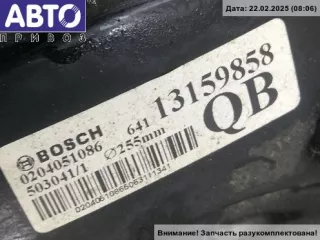 АВТО
ПРИВОЗ
Дата: 22.02.2025 (08:06)
BOSCH 641 13159858
0204051086 QB
503041/1 Ø255mm
Внимание! Запчасть разукомплектована!